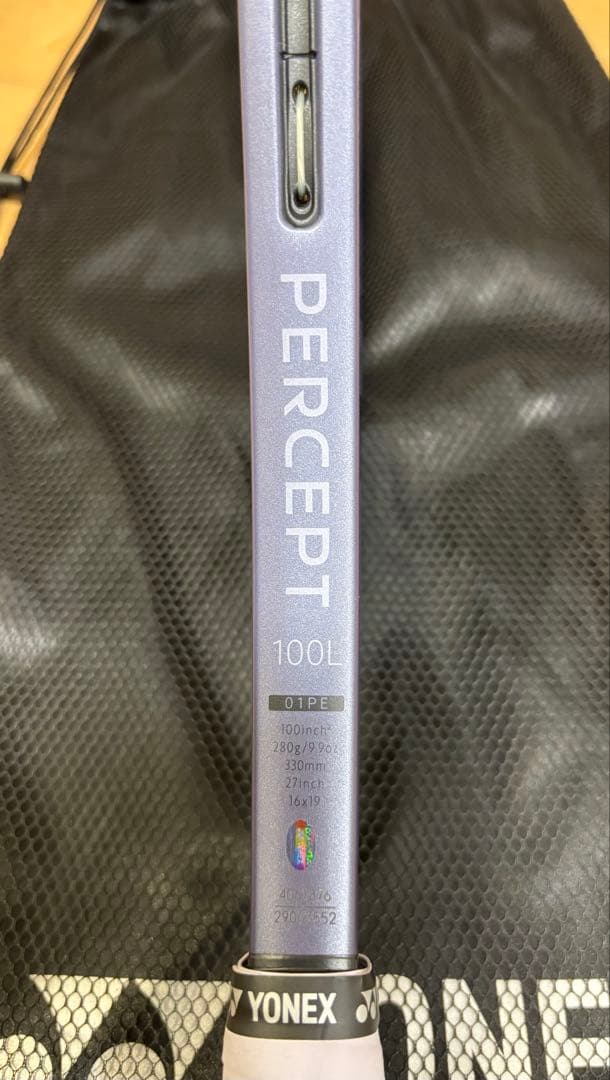 PERCEPT
100L
01PE
100inch²
280g/9.9oz
330mm
27inch
16x19
YONEX